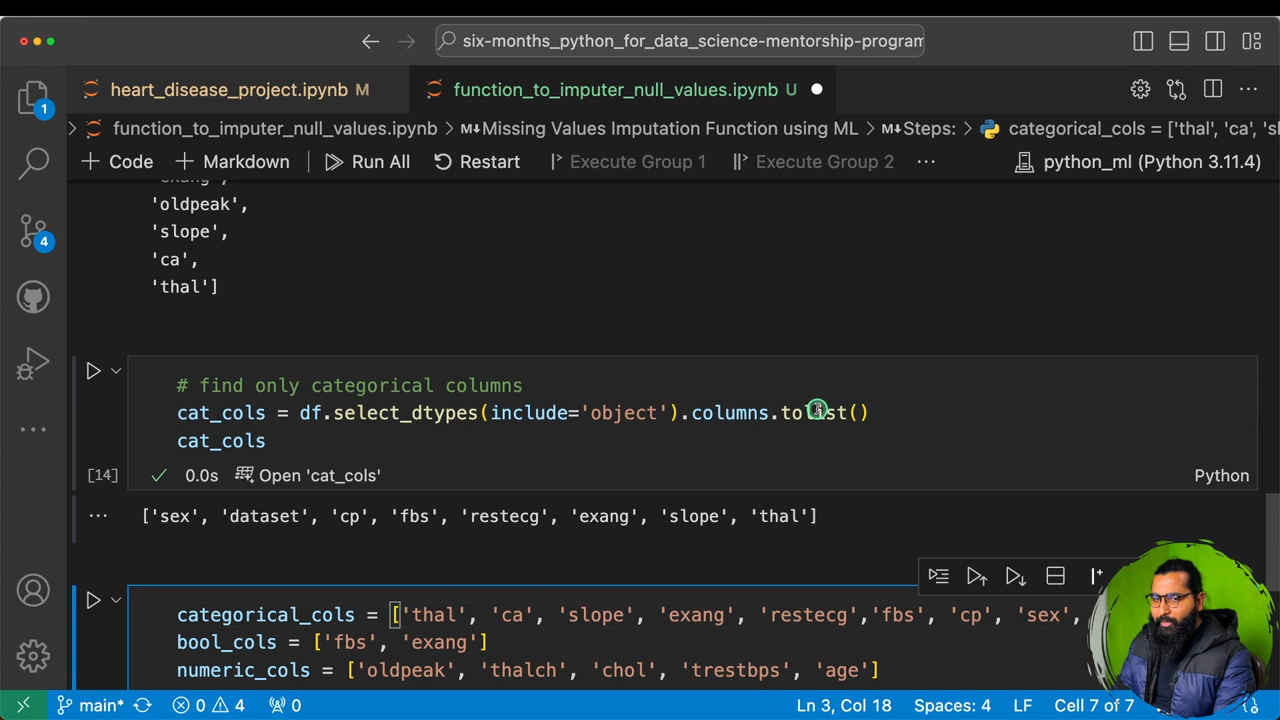 six-months_python_for_data_science-mentorship-program
heart_disease_project.ipynb M
function_to_imputer_null_values.ipynb U
function_to_imputer_null_values.ipynb > Missing Values Imputation Function using ML > Steps: > categorical_cols = ['thal', 'ca', 'sl
+ Code + Markdown Run All Restart Execute Group 1 Execute Group 2 ... python_ml (Python 3.11.4)
'exang',
'oldpeak',
'slope',
'ca',
'thal']
# find only categorical columns
cat_cols = df.select_dtypes(include='object').columns.tolist()
cat_cols
[14] 0.0s Open 'cat_cols' Python
['sex', 'dataset', 'cp', 'fbs', 'restecg', 'exang', 'slope', 'thal']
categorical_cols = ['thal', 'ca', 'slope', 'exang', 'restecg','fbs', 'cp', 'sex',
bool_cols = ['fbs', 'exang']
numeric_cols = ['oldpeak', 'thalch', 'chol', 'trestbps', 'age']
1
4
main* 0 4 0 Ln 3, Col 18 Spaces: 4 LF Cell 7 of 7